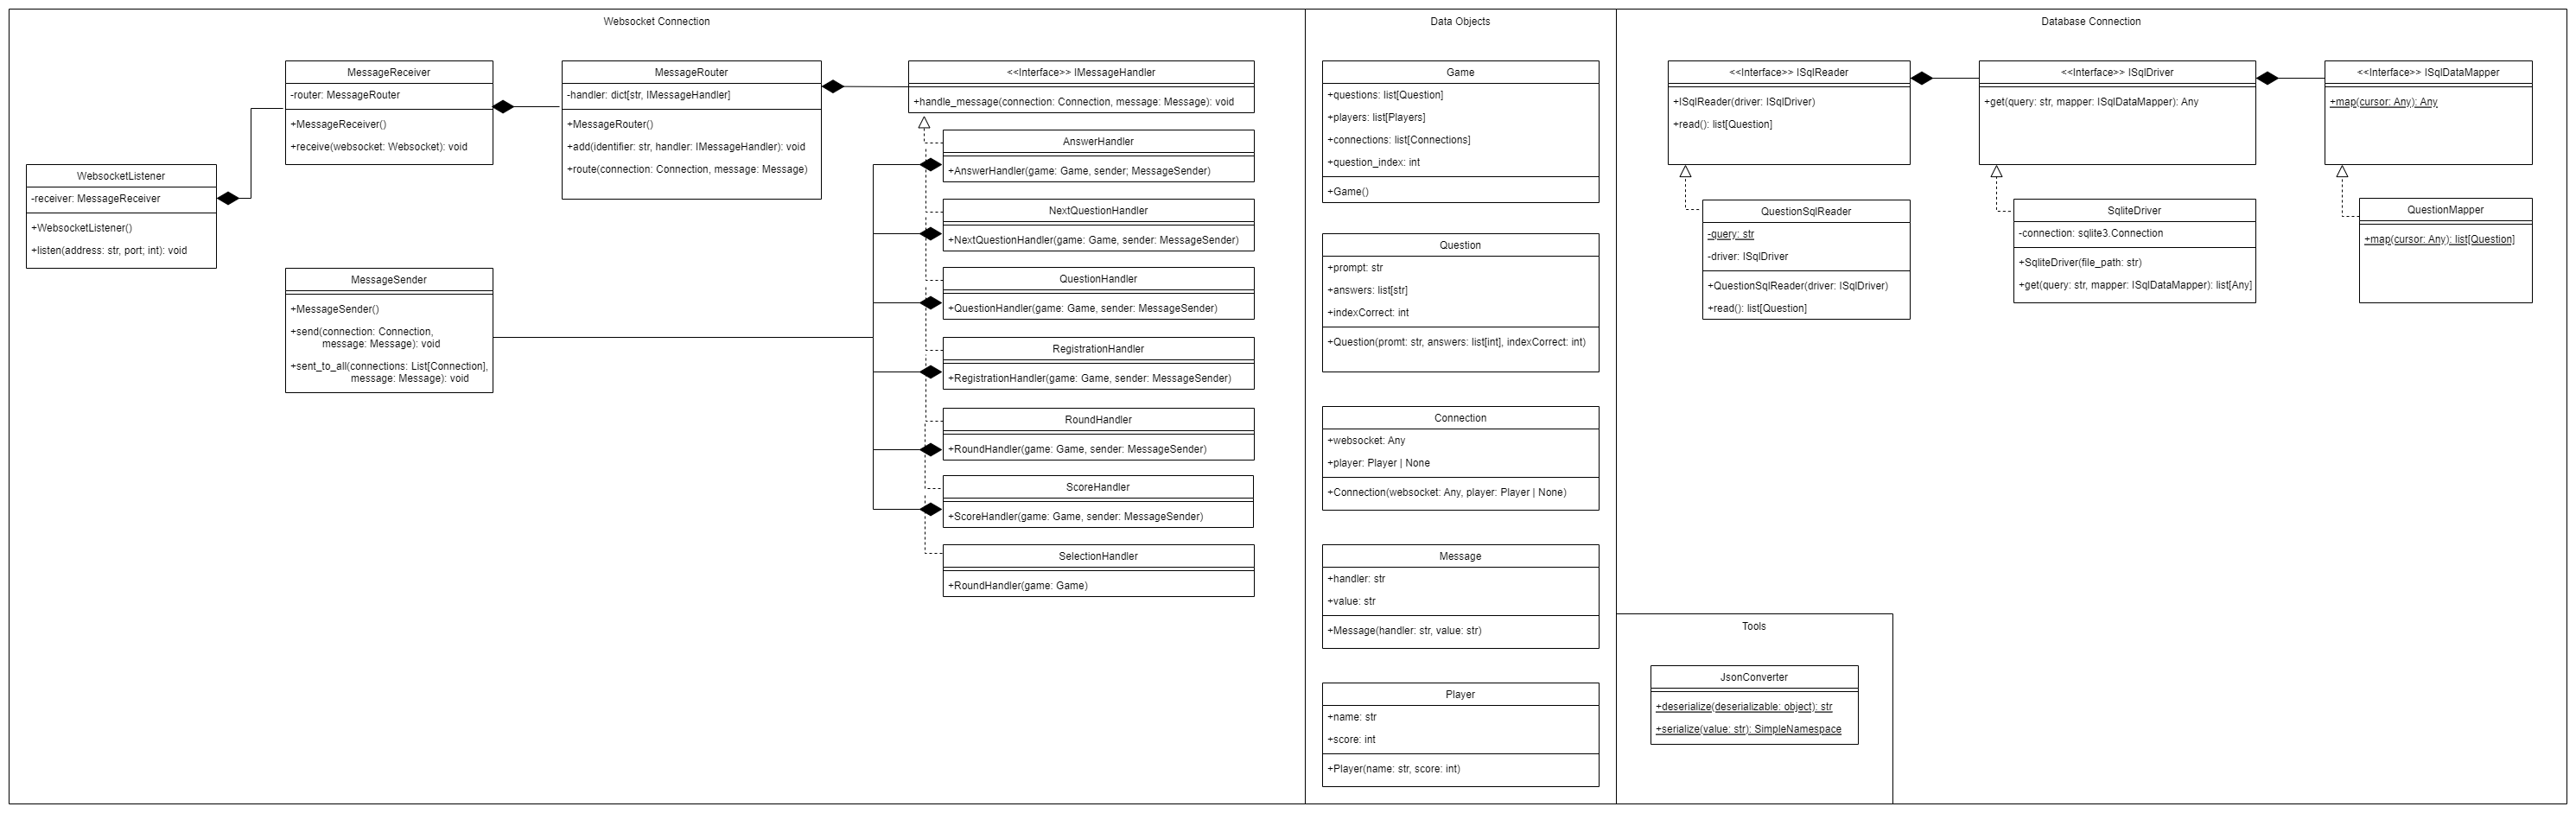 Websocket Connection
MessageReceiver
-router: MessageRouter
+MessageReceiver()
+receive(websocket: Websocket): void
MessageRouter
-handler: dict[str, IMessageHandler]
+MessageRouter()
+add(identifier: str, handler: IMessageHandler): void
+route(connection: Connection, message: Message)
<<Interface>> IMessageHandler
+handle_message(connection: Connection, message: Message): void
WebsocketListener
-receiver: MessageReceiver
+WebsocketListener()
+listen(address: str, port; int): void
MessageSender
+MessageSender()
+send(connection: Connection,
message: Message): void
+sent_to_all(connections: List[Connection],
message: Message): void
AnswerHandler
+AnswerHandler(game: Game, sender; MessageSender)
NextQuestionHandler
+NextQuestionHandler(game: Game, sender: MessageSender)
QuestionHandler
+QuestionHandler(game: Game, sender: MessageSender)
RegistrationHandler
+RegistrationHandler(game: Game, sender: MessageSender)
RoundHandler
+RoundHandler(game: Game, sender: MessageSender)
ScoreHandler
+ScoreHandler(game: Game, sender: MessageSender)
SelectionHandler
+RoundHandler(game: Game)
Data Objects
Game
+questions: list[Question]
+players: list[Players]
+connections: list[Connections]
+question_index: int
+Game()
Question
+prompt: str
+answers: list[str]
+indexCorrect: int
+Question(promt: str, answers: list[int], indexCorrect: int)
Connection
+websocket: Any
+player: Player | None
+Connection(websocket: Any, player: Player | None)
Message
+handler: str
+value: str
+Message(handler: str, value: str)
Player
+name: str
+score: int
+Player(name: str, score: int)
Database Connection
<<Interface>> ISqlReader
+ISqlReader(driver: ISqlDriver)
+read(): list[Question]
<<Interface>> ISqlDriver
+get(query: str, mapper: ISqlDataMapper): Any
<<Interface>> ISqlDataMapper
+map(cursor: Any): Any
QuestionSqlReader
-query: str
-driver: ISqlDriver
+QuestionSqlReader(driver: ISqlDriver)
+read(): list[Question]
SqliteDriver
-connection: sqlite3.Connection
+SqliteDriver(file_path: str)
+get(query: str, mapper: ISqlDataMapper): list[Any]
QuestionMapper
+map(cursor: Any): list[Question]
Tools
JsonConverter
+deserialize(deserializable: object): str
+serialize(value: str): SimpleNamespace